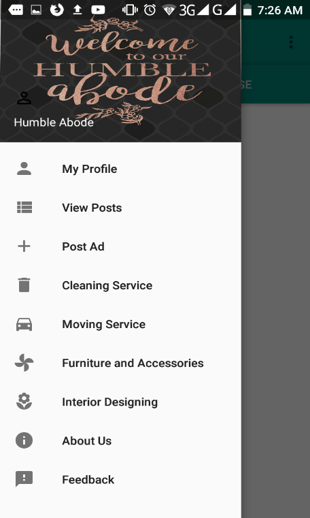 3G G 7:26 AM
Welcome
to our
HUMBLE
abode
SE
Humble Abode
My Profile
View Posts
Post Ad
Cleaning Service
Moving Service
Furniture and Accessories
Interior Designing
About Us
Feedback